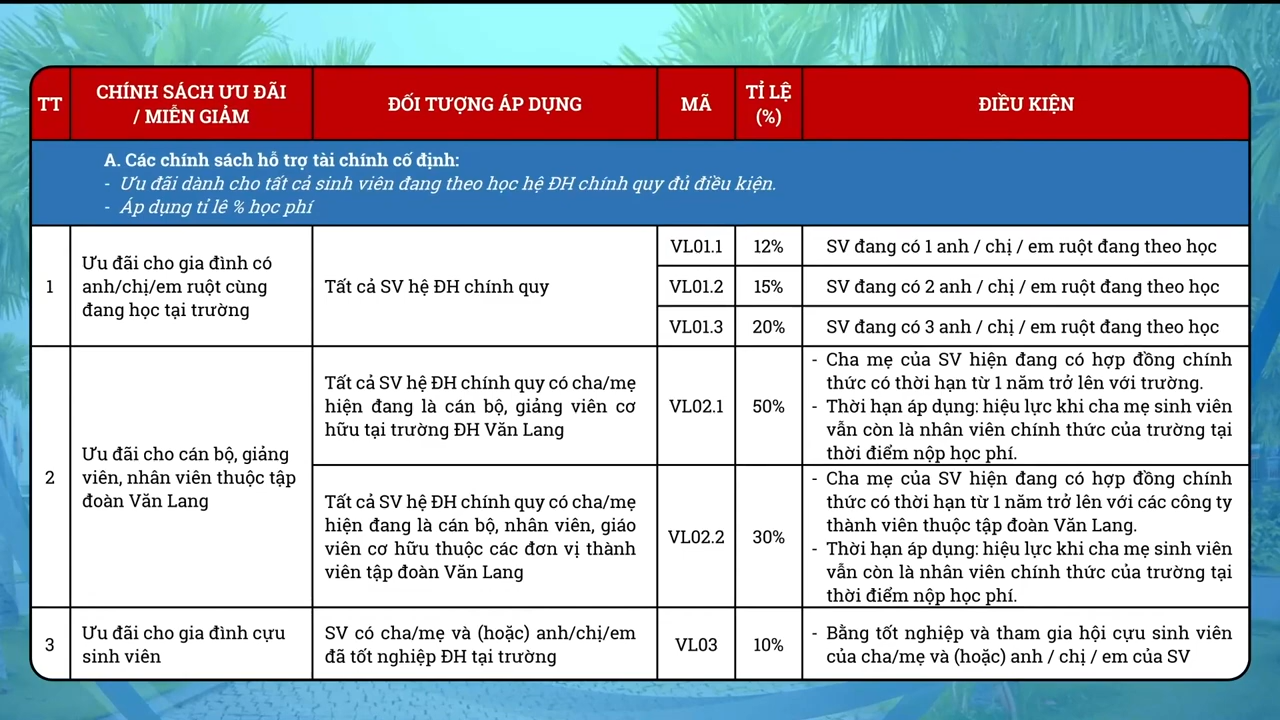 TT
CHÍNH SÁCH ƯU ĐÃI
/ MIỄN GIẢM
ĐỐI TƯỢNG ÁP DỤNG
MÃ
TỈ LỆ
(%)
ĐIỀU KIỆN
A. Các chính sách hỗ trợ tài chính cố định:
- Ưu đãi dành cho tất cả sinh viên đang theo học hệ ĐH chính quy đủ điều kiện.
- Áp dụng tỉ lê % học phí
1
Ưu đãi cho gia đình có
anh/chị/em ruột cùng
đang học tại trường
Tất cả SV hệ ĐH chính quy
VL01.1
12%
SV đang có 1 anh / chị / em ruột đang theo học
VL01.2
15%
SV đang có 2 anh / chị / em ruột đang theo học
VL01.3
20%
SV đang có 3 anh / chị / em ruột đang theo học
2
Ưu đãi cho cán bộ, giảng
viên, nhân viên thuộc tập
đoàn Văn Lang
Tất cả SV hệ ĐH chính quy có cha/mẹ
hiện đang là cán bộ, giảng viên cơ
hữu tại trường ĐH Văn Lang
VL02.1
50%
- Cha mẹ của SV hiện đang có hợp đồng chính
thức có thời hạn từ 1 năm trở lên với trường.
- Thời hạn áp dụng: hiệu lực khi cha mẹ sinh viên
vẫn còn là nhân viên chính thức của trường tại
thời điểm nộp học phí.
Tất cả SV hệ ĐH chính quy có cha/mẹ
hiện đang là cán bộ, nhân viên, giáo
viên cơ hữu thuộc các đơn vị thành
viên tập đoàn Văn Lang
VL02.2
30%
- Cha mẹ của SV hiện đang có hợp đồng chính
thức có thời hạn từ 1 năm trở lên với các công ty
thành viên thuộc tập đoàn Văn Lang.
- Thời hạn áp dụng: hiệu lực khi cha mẹ sinh viên
vẫn còn là nhân viên chính thức của trường tại
thời điểm nộp học phí.
3
Ưu đãi cho gia đình cựu
sinh viên
SV có cha/mẹ và (hoặc) anh/chị/em
đã tốt nghiệp ĐH tại trường
VL03
10%
- Bằng tốt nghiệp và tham gia hội cựu sinh viên
của cha/mẹ và (hoặc) anh / chị / em của SV